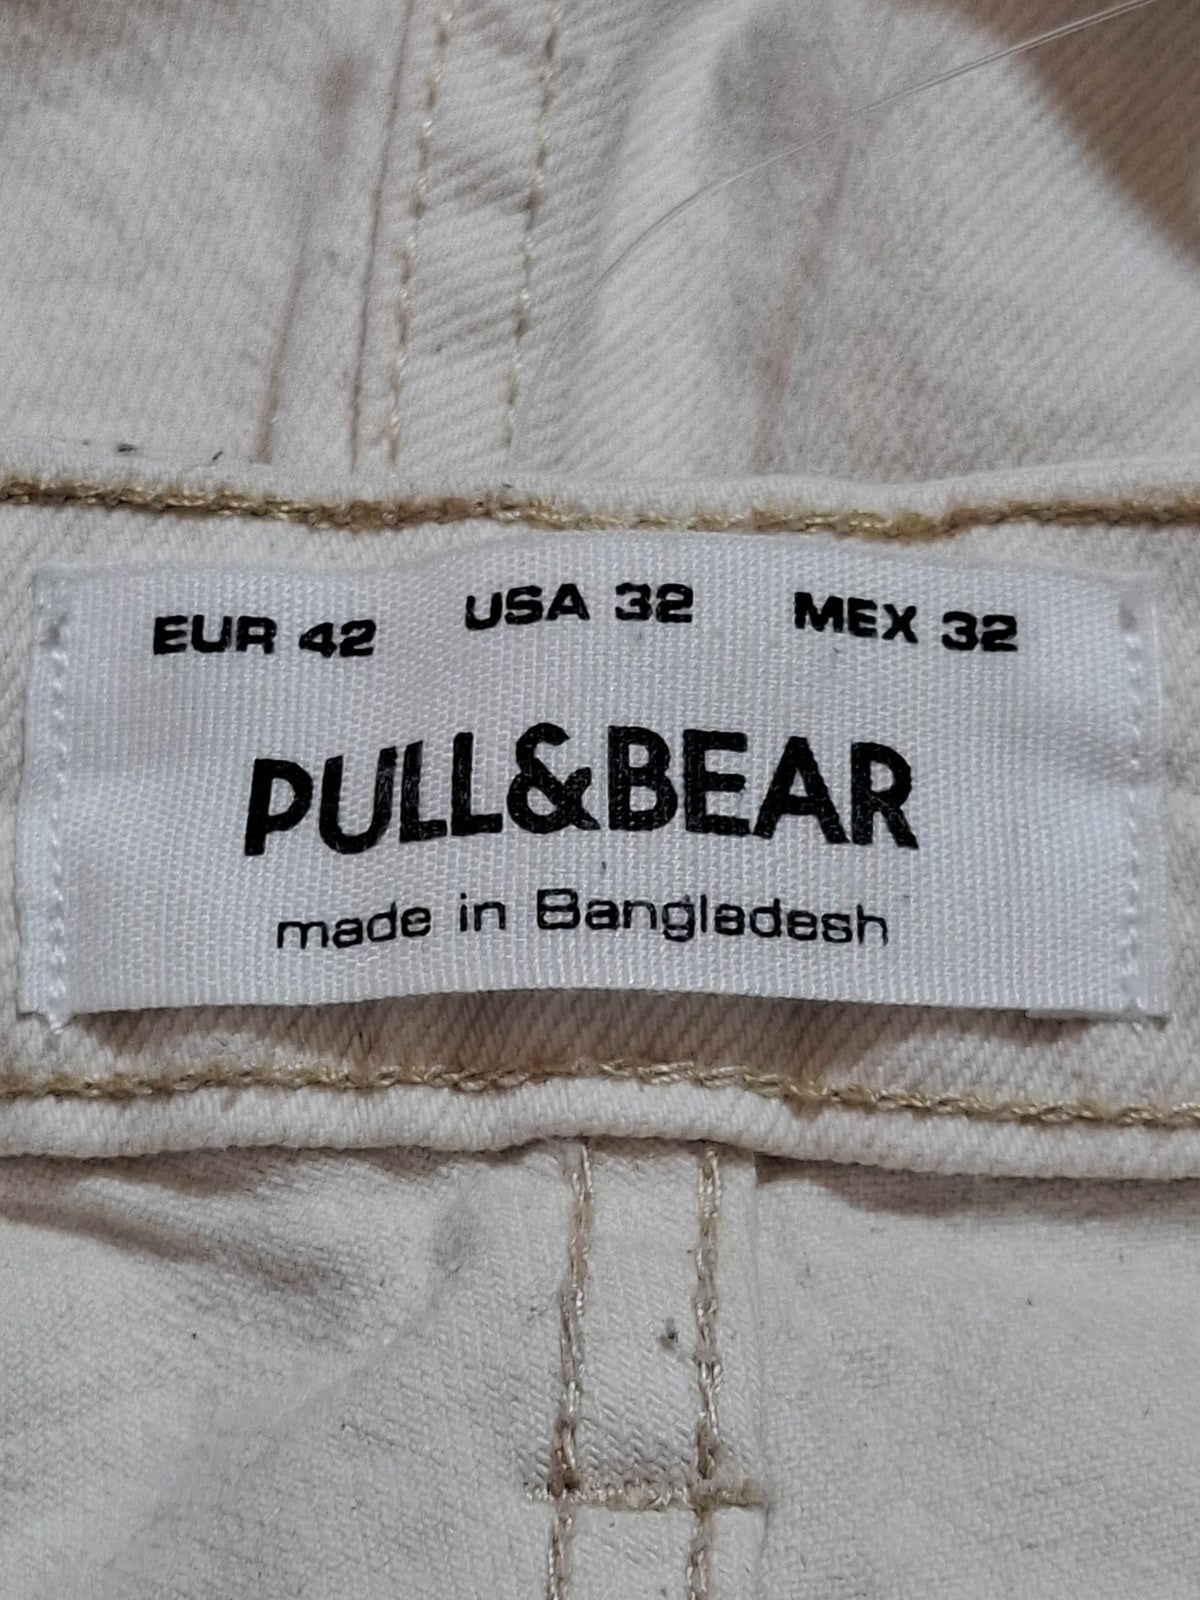 EUR 42 USA 32 MEX 32
PULL&BEAR
made in Bangladesh